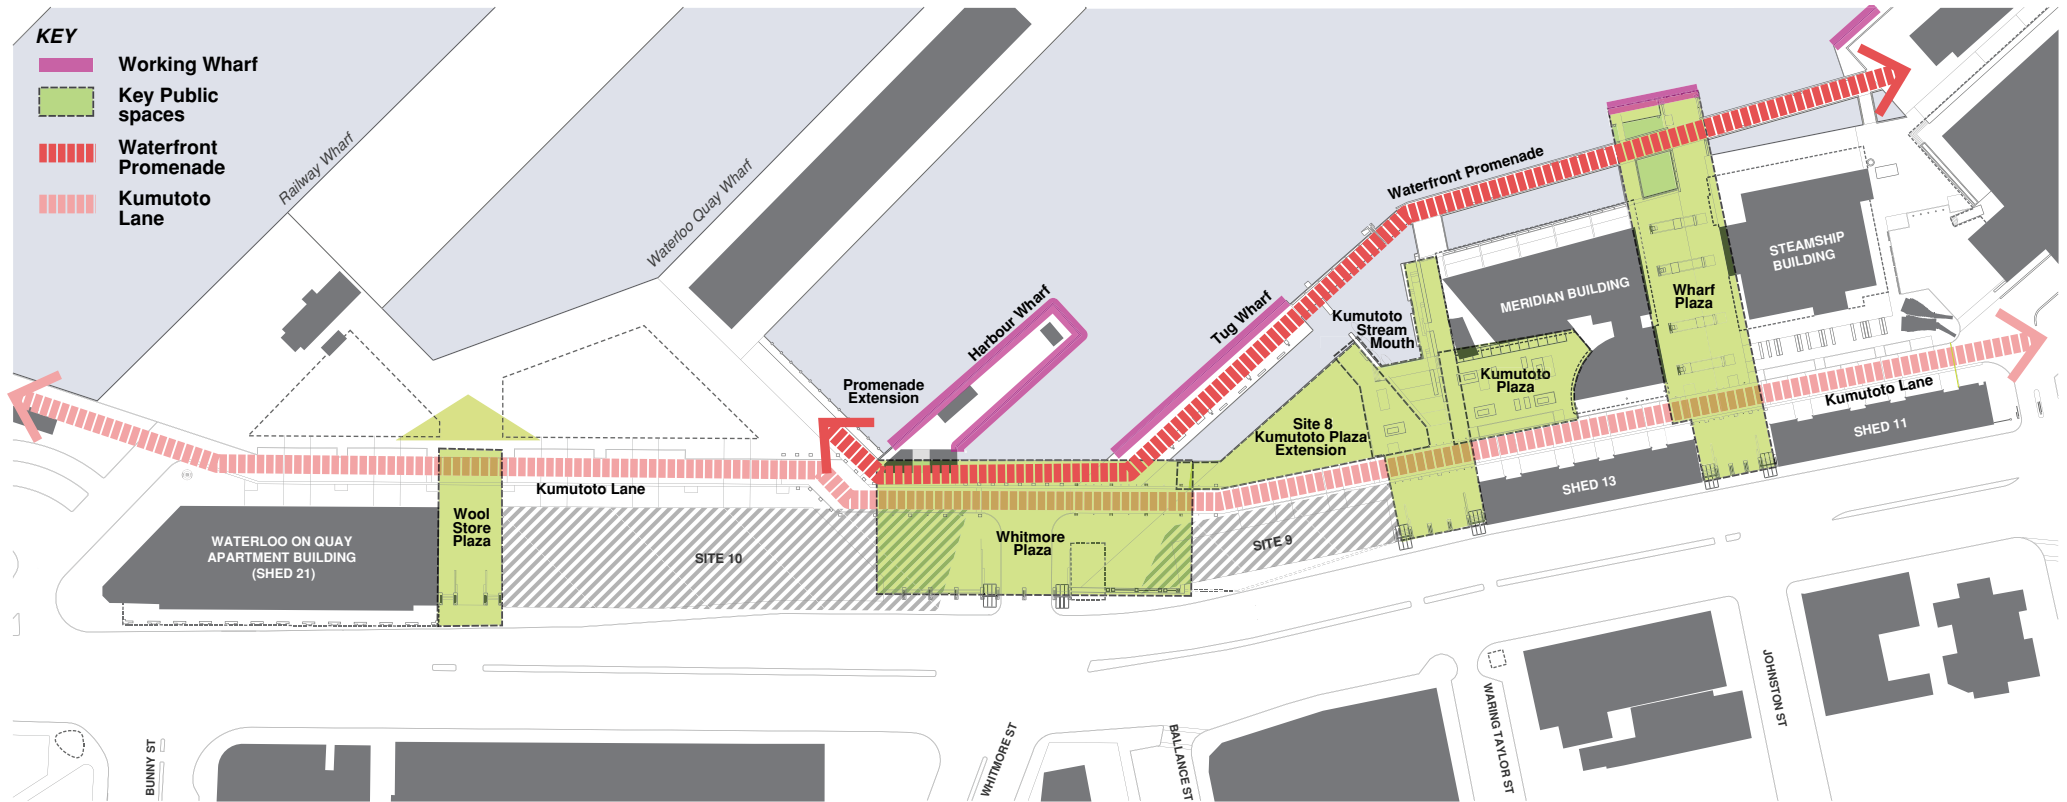 KEY
Working Wharf
Key Public
spaces
Waterfront
Promenade
Kumutoto
Lane
Railway Wharf
Waterloo Quay Wharf
Harbour Wharf
Promenade
Extension
Tug Wharf
Kumutoto
Stream
Mouth
Waterfront Promenade
MERIDIAN BUILDING
STEAMSHIP
BUILDING
Wharf
Plaza
Kumutoto
Plaza
Site 8
Kumutoto Plaza
Extension
Kumutoto Lane
SHED 11
SHED 13
Kumutoto Lane
Wool
Store
Plaza
WATERLOO ON QUAY
APARTMENT BUILDING
(SHED 21)
SITE 10
Whitmore
Plaza
SITE 9
BUNNY ST
WHITMORE ST
BALLANCE ST
WARING TAYLOR ST
JOHNSTON ST